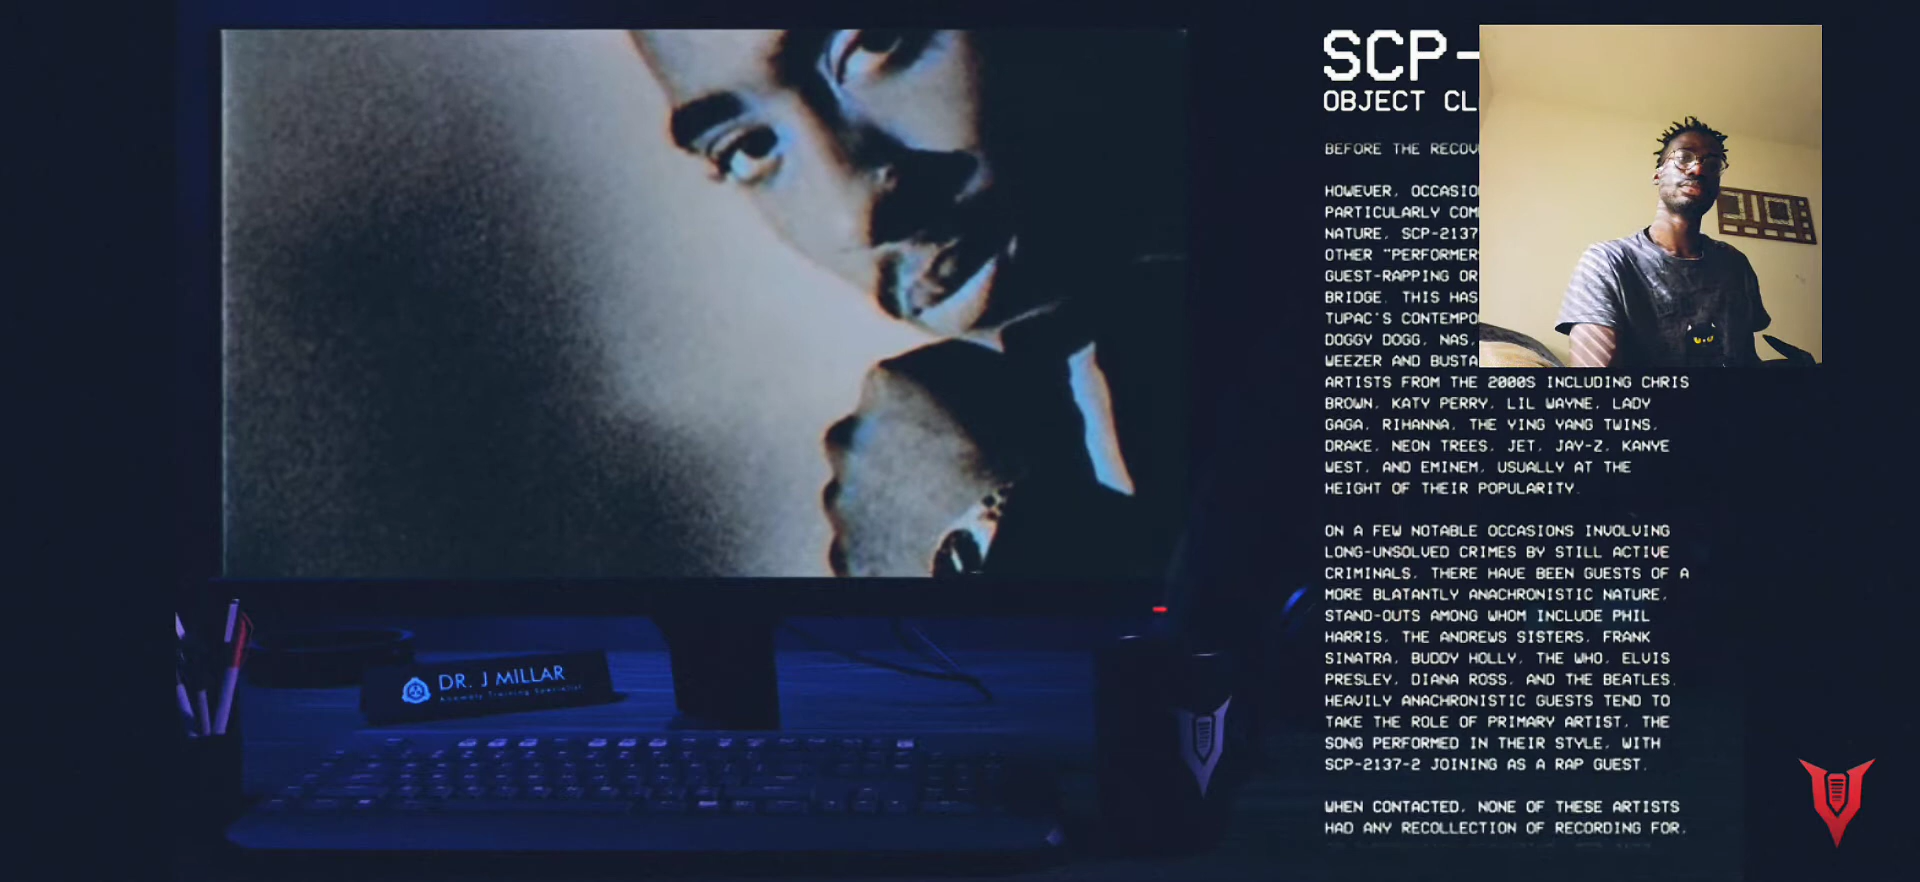 SCP-
OBJECT CL
BEFORE THE RECOV
HOWEVER, OCCASIO
PARTICULARLY COM
NATURE, SCP-2137
OTHER "PERFORMER
GUEST-RAPPING OR
BRIDGE. THIS HAS
TUPAC'S CONTEMPO
DOGGY DOGG, NAS,
WEEZER AND BUSTA
ARTISTS FROM THE 2000S INCLUDING CHRIS
BROWN, KATY PERRY, LIL WAYNE, LADY
GAGA, RIHANNA, THE YING YANG TWINS,
DRAKE, NEON TREES, JET, JAY-Z, KANYE
WEST, AND EMINEM, USUALLY AT THE
HEIGHT OF THEIR POPULARITY.
ON A FEW NOTABLE OCCASIONS INVOLVING
LONG-UNSOLVED CRIMES BY STILL ACTIVE
CRIMINALS, THERE HAVE BEEN GUESTS OF A
MORE BLATANTLY ANACHRONISTIC NATURE,
STAND-OUTS AMONG WHOM INCLUDE PHIL
HARRIS, THE ANDREWS SISTERS, FRANK
SINATRA, BUDDY HOLLY, THE WHO, ELVIS
PRESLEY, DIANA ROSS, AND THE BEATLES.
HEAVILY ANACHRONISTIC GUESTS TEND TO
TAKE THE ROLE OF PRIMARY ARTIST, THE
SONG PERFORMED IN THEIR STYLE, WITH
SCP-2137-2 JOINING AS A RAP GUEST.
WHEN CONTACTED, NONE OF THESE ARTISTS
HAD ANY RECOLLECTION OF RECORDING FOR,
DR. J MILLAR
Anomaly Training Specialist